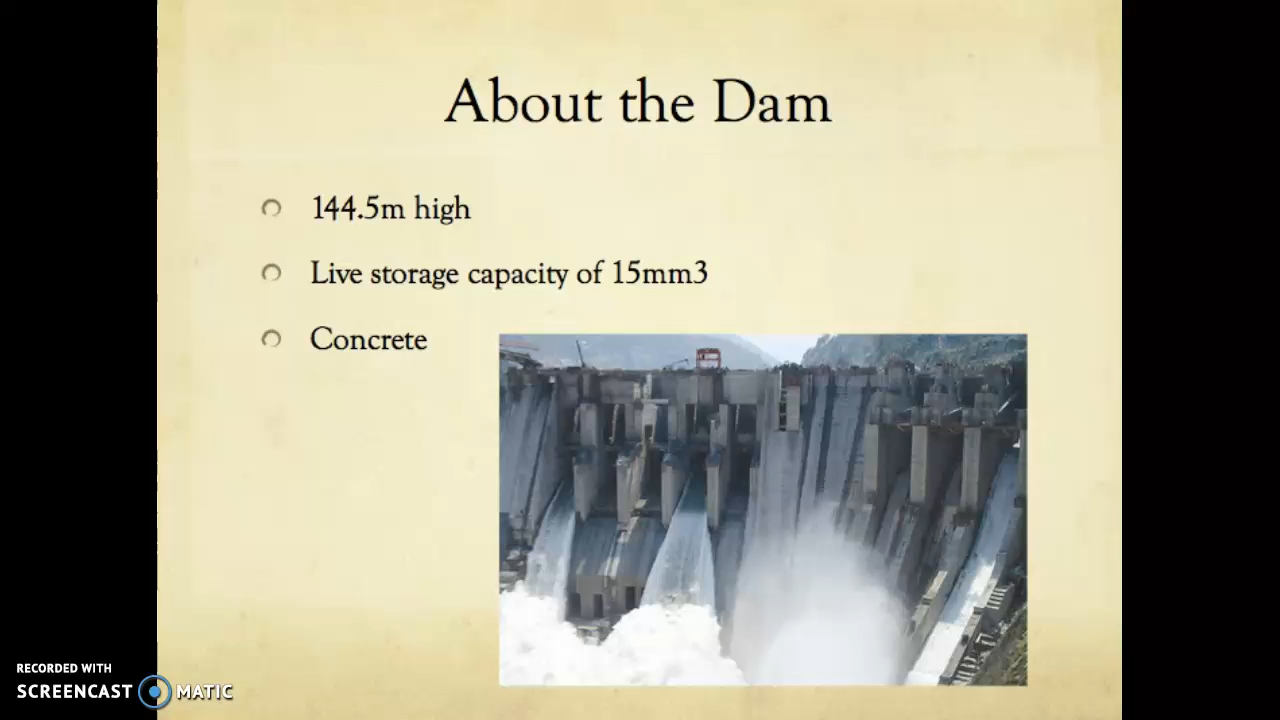 About the Dam
144.5m high
Live storage capacity of 15mm3
Concrete
RECORDED WITH
SCREENCAST MATIC